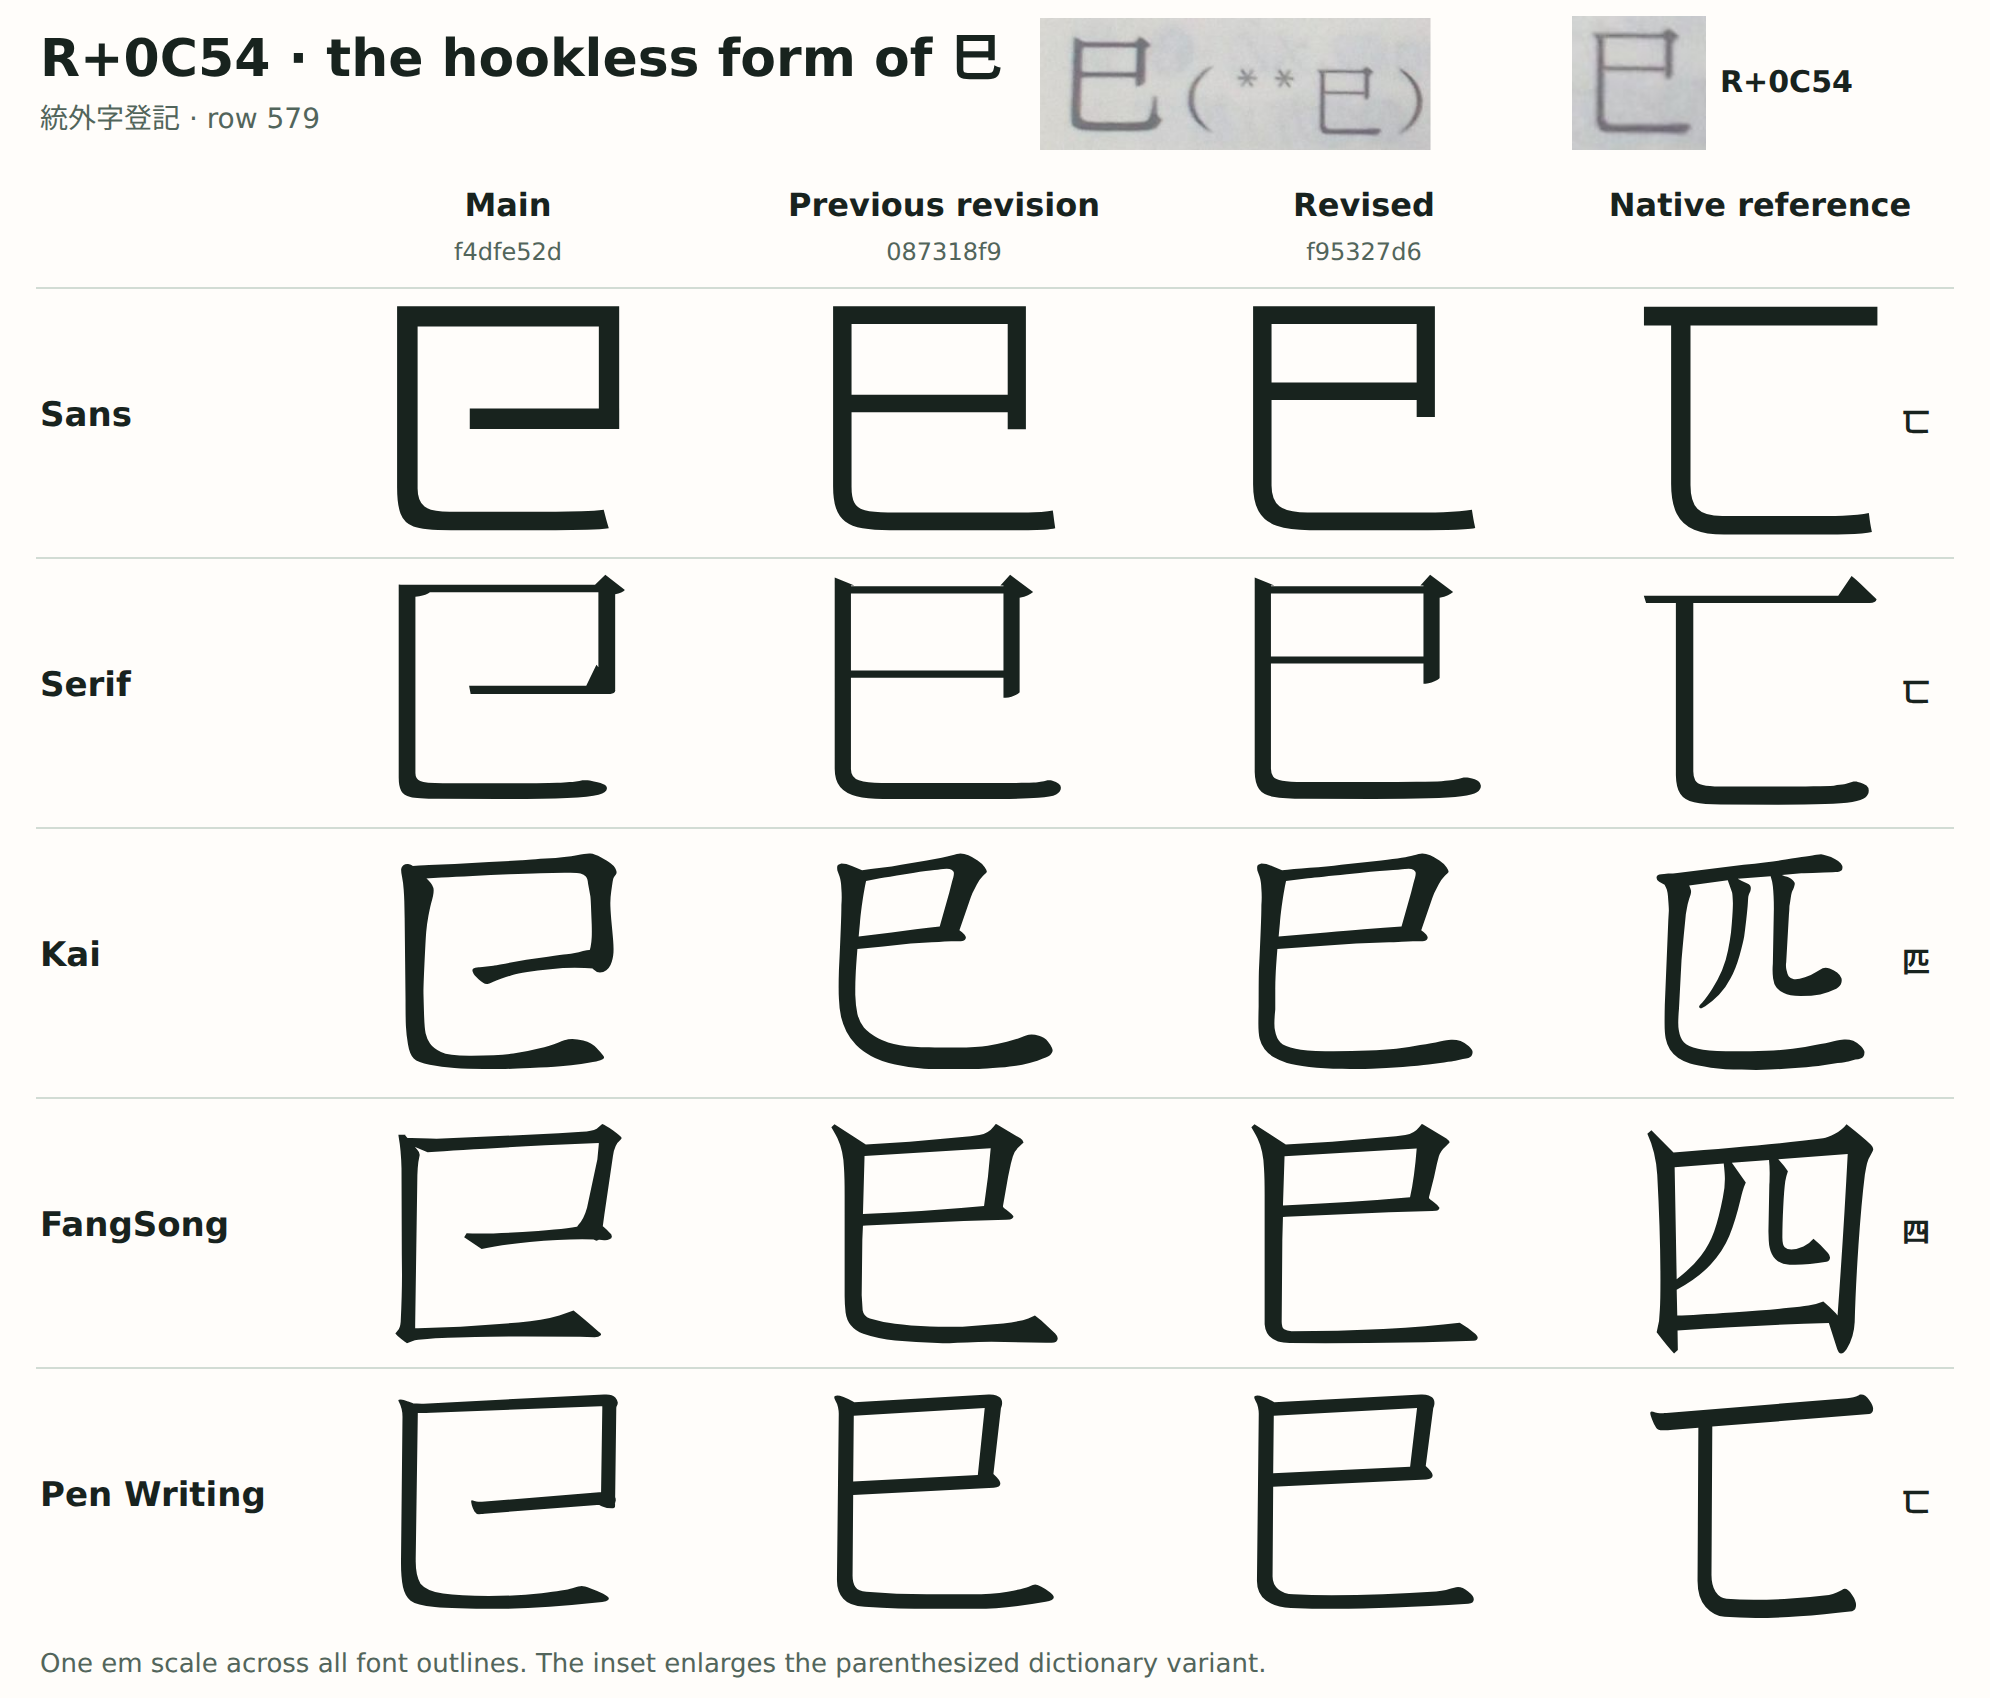 R+0C54 · the hookless form of 巳
統外字登記 · row 579
巳(**巳)
R+0C54
Main
Previous revision
Revised
Native reference
f4dfe52d
087318f9
f95327d6
Sans
匸
Serif
匸
Kai
匹
FangSong
四
Pen Writing
匸
One em scale across all font outlines. The inset enlarges the parenthesized dictionary variant.